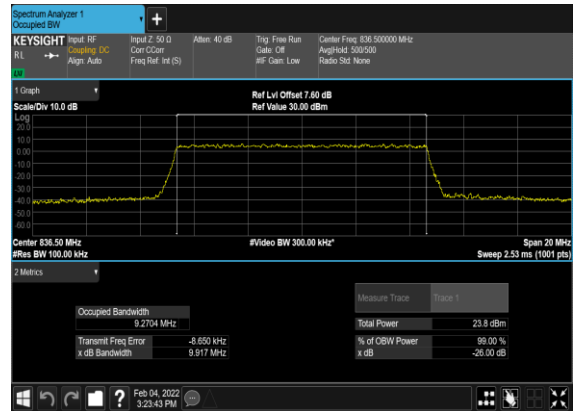 Spectrum Analyzer 1
Occupied BW
+
KEYSIGHT Input: RF Input Z: 50 Ω Atten: 40 dB Trig: Free Run Center Freq: 836.500000 MHz
RL Coupling: DC Corr CCorr Gate: Off Avg|Hold: 500/500
Align: Auto Freq Ref: Int (S) #IF Gain: Low Radio Std: None
1 Graph
Ref Lvl Offset 7.60 dB
Scale/Div 10.0 dB Ref Value 30.00 dBm
Log
20.0
10.0
0.00
-10.0
-20.0
-30.0
-40.0
-50.0
-60.0
Center 836.50 MHz #Video BW 300.00 kHz* Span 20 MHz
#Res BW 100.00 kHz Sweep 2.53 ms (1001 pts)
2 Metrics
Measure Trace Trace 1
Occupied Bandwidth
9.2704 MHz Total Power 23.8 dBm
Transmit Freq Error -8.650 kHz % of OBW Power 99.00 %
x dB Bandwidth 9.917 MHz x dB -26.00 dB
? Feb 04, 2022
3:23:43 PM